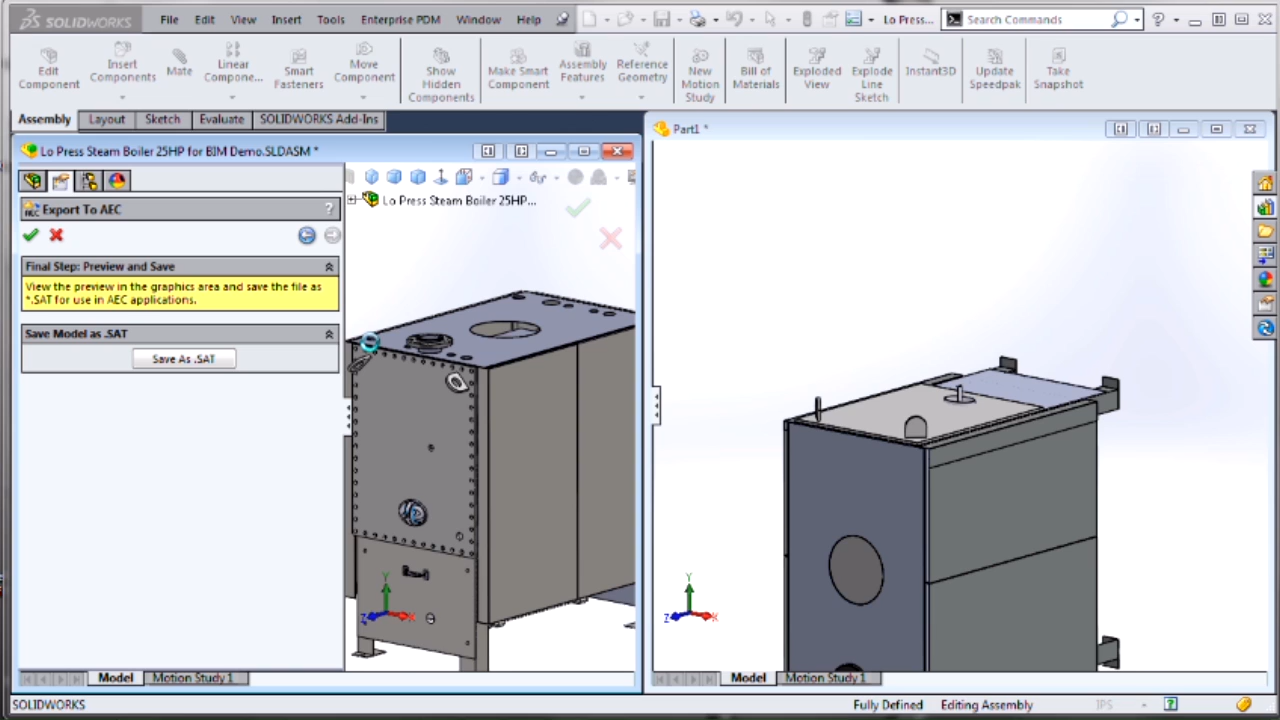 SOLIDWORKS File Edit View Insert Tools Enterprise PDM Window Help Lo Press... Search Commands ?
Edit Component
Insert Components
Mate
Linear Compone...
Smart Fasteners
Move Component
Show Hidden Components
Make Smart Component
Assembly Features
Reference Geometry
New Motion Study
Bill of Materials
Exploded View
Explode Line Sketch
Instant3D
Update Speedpak
Take Snapshot
Assembly Layout Sketch Evaluate SOLIDWORKS Add-Ins
Lo Press Steam Boiler 25HP for BIM Demo.SLDASM *
Lo Press Steam Boiler 25HP...
Export To AEC ?
Final Step: Preview and Save
View the preview in the graphics area and save the file as
*.SAT for use in AEC applications.
Save Model as .SAT
Save As .SAT
Y
Z X
Model Motion Study 1
Part1 *
Y
Z X
Model Motion Study 1
SOLIDWORKS Fully Defined Editing Assembly IPS ?